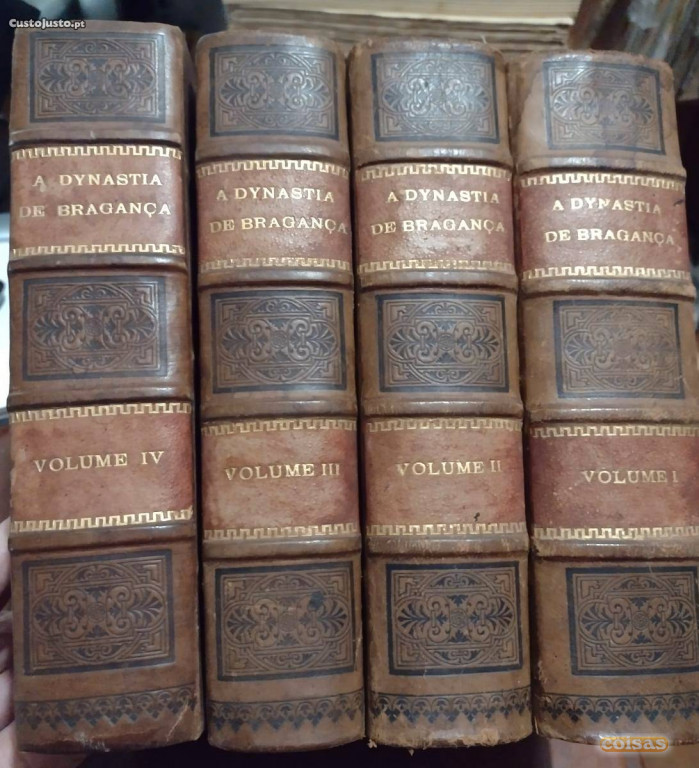 CustoJusto.pt
A DYNASTIA
DE BRAGANÇA
VOLUME IV
A DYNASTIA
DE BRAGANÇA
VOLUME III
A DYNASTIA
DE BRAGANÇA
VOLUME II
A DYNASTIA
DE BRAGANÇA
VOLUME I
coisas